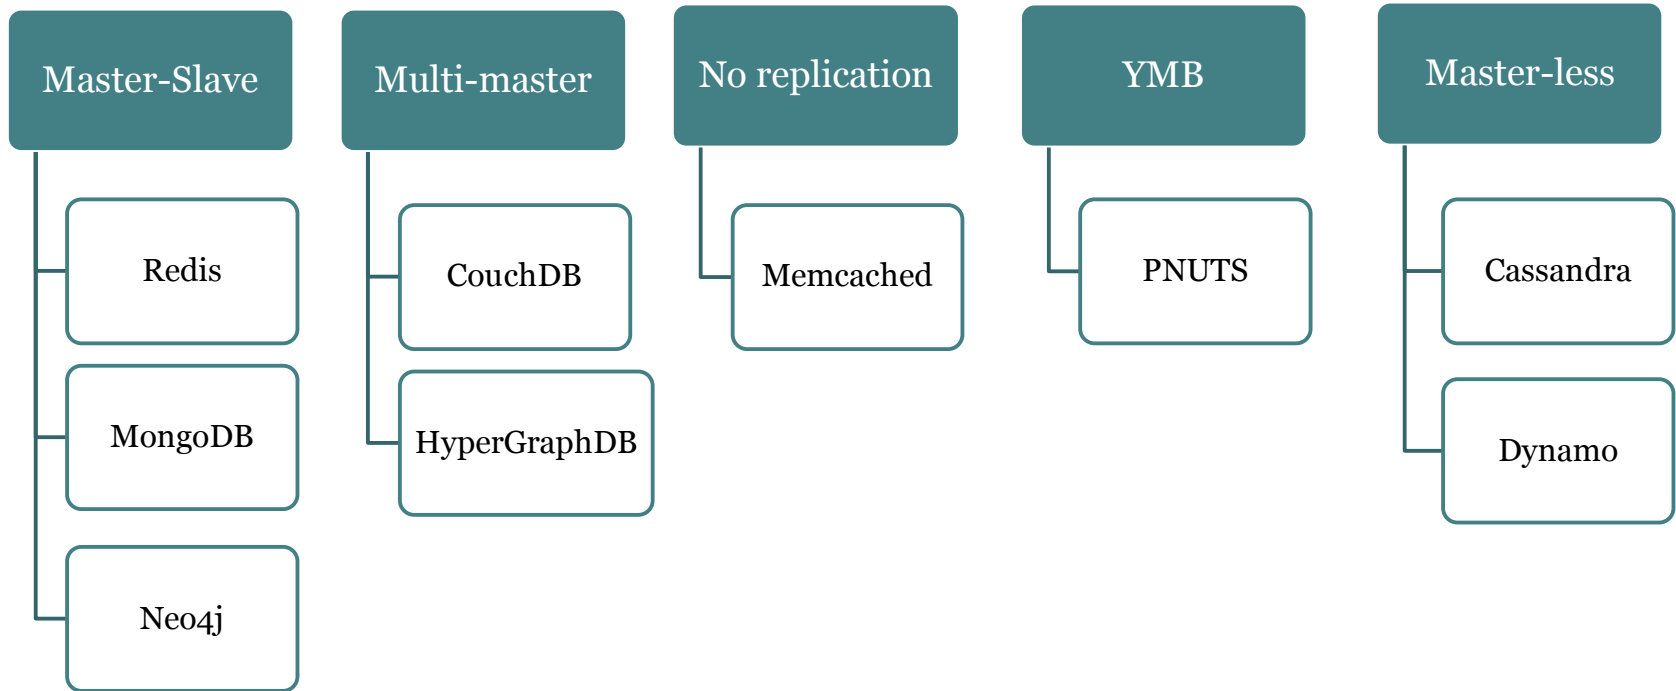 Master-Slave
Redis
MongoDB
Neo4j
Multi-master
CouchDB
HyperGraphDB
No replication
Memcached
YMB
PNUTS
Master-less
Cassandra
Dynamo